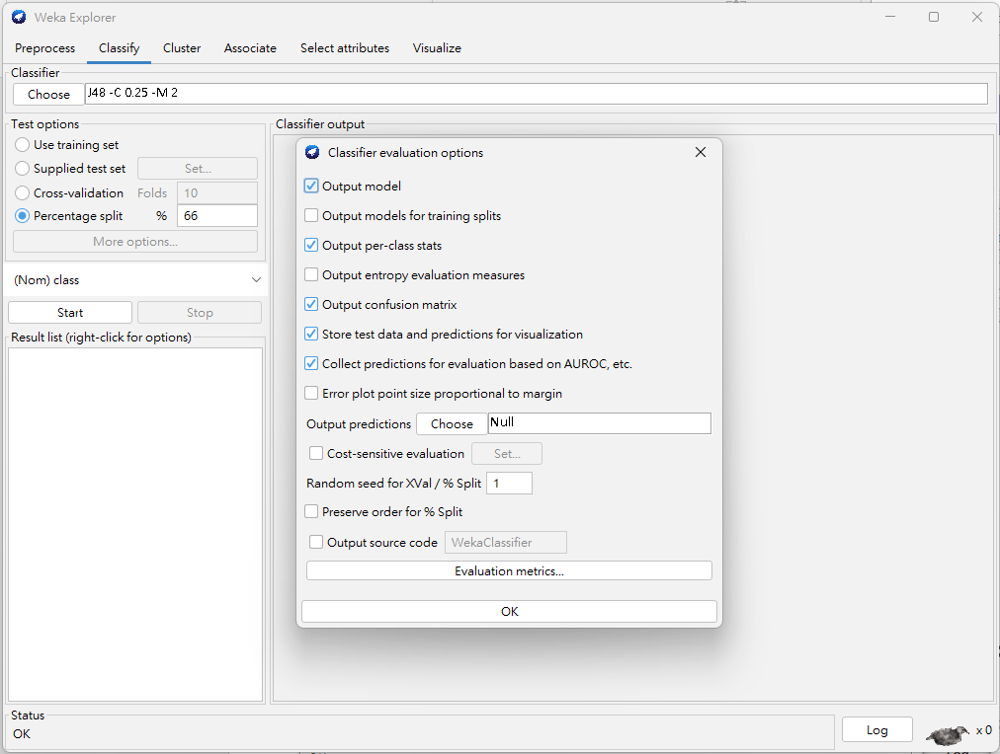 Weka Explorer
Preprocess Classify Cluster Associate Select attributes Visualize
Classifier
Choose J48 -C 0.25 -M 2
Test options
Use training set
Supplied test set Set...
Cross-validation Folds 10
Percentage split % 66
More options...
(Nom) class
Start Stop
Result list (right-click for options)
Classifier output
Classifier evaluation options
Output model
Output models for training splits
Output per-class stats
Output entropy evaluation measures
Output confusion matrix
Store test data and predictions for visualization
Collect predictions for evaluation based on AUROC, etc.
Error plot point size proportional to margin
Output predictions Choose Null
Cost-sensitive evaluation Set...
Random seed for XVal / % Split 1
Preserve order for % Split
Output source code WekaClassifier
Evaluation metrics...
OK
Status
OK
Log x 0